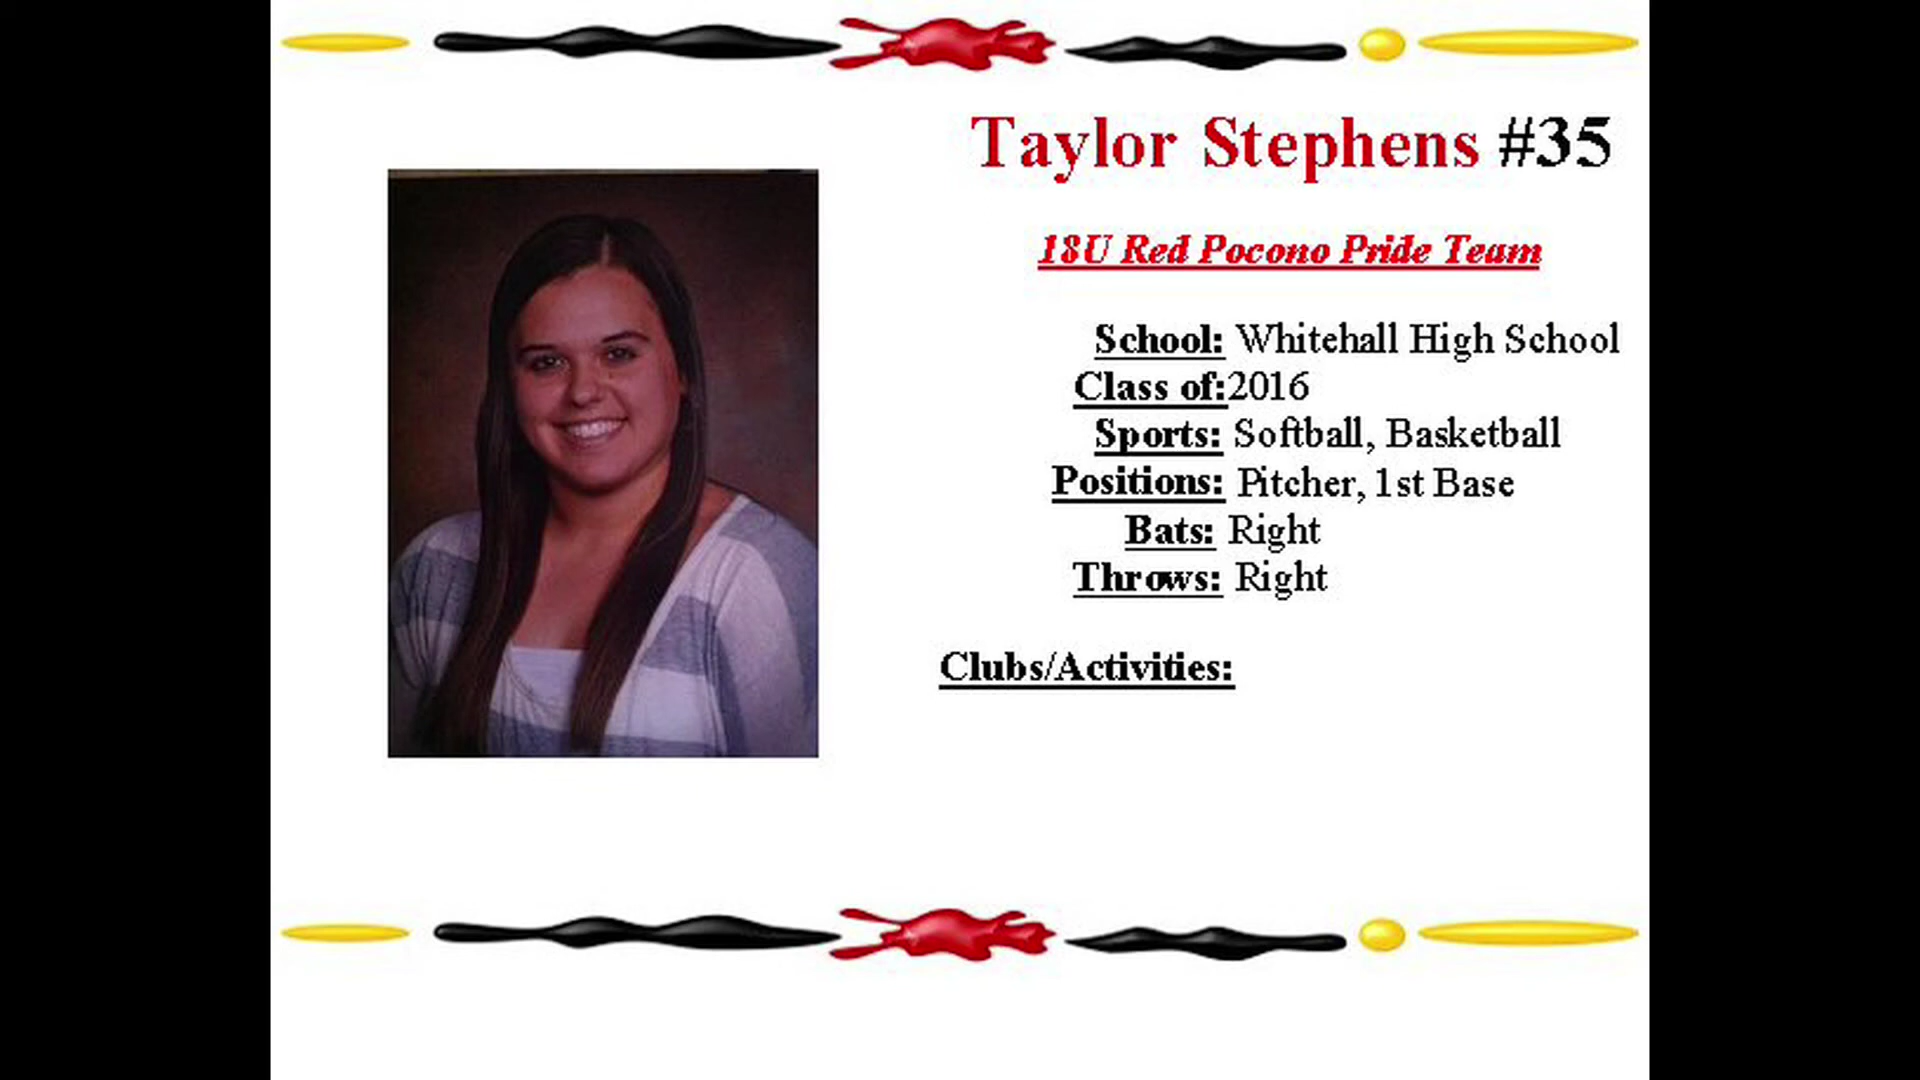 Taylor Stephens #35
18U Red Pocono Pride Team
School: Whitehall High School
Class of:2016
Sports: Softball, Basketball
Positions: Pitcher, 1st Base
Bats: Right
Throws: Right
Clubs/Activities: